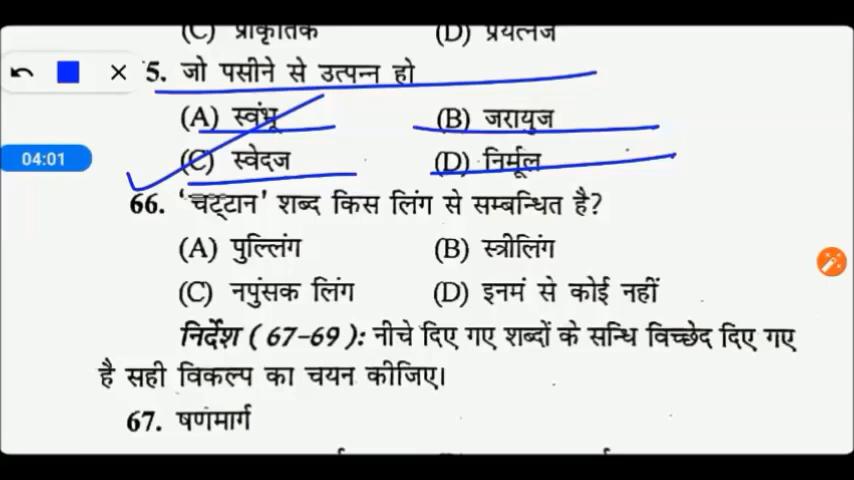 (C) प्राकृतिक (D) प्रयत्नज
5. जो पसीने से उत्पन्न हो
(A) स्वंभू (B) जरायुज
04:01
(C) स्वेदज (D) निर्मूल
66. 'चट्टान' शब्द किस लिंग से सम्बन्धित है?
(A) पुल्लिंग (B) स्त्रीलिंग
(C) नपुंसक लिंग (D) इनमं से कोई नहीं
निर्देश ( 67-69 ): नीचे दिए गए शब्दों के सन्धि विच्छेद दिए गए
है सही विकल्प का चयन कीजिए।
67. षणमार्ग